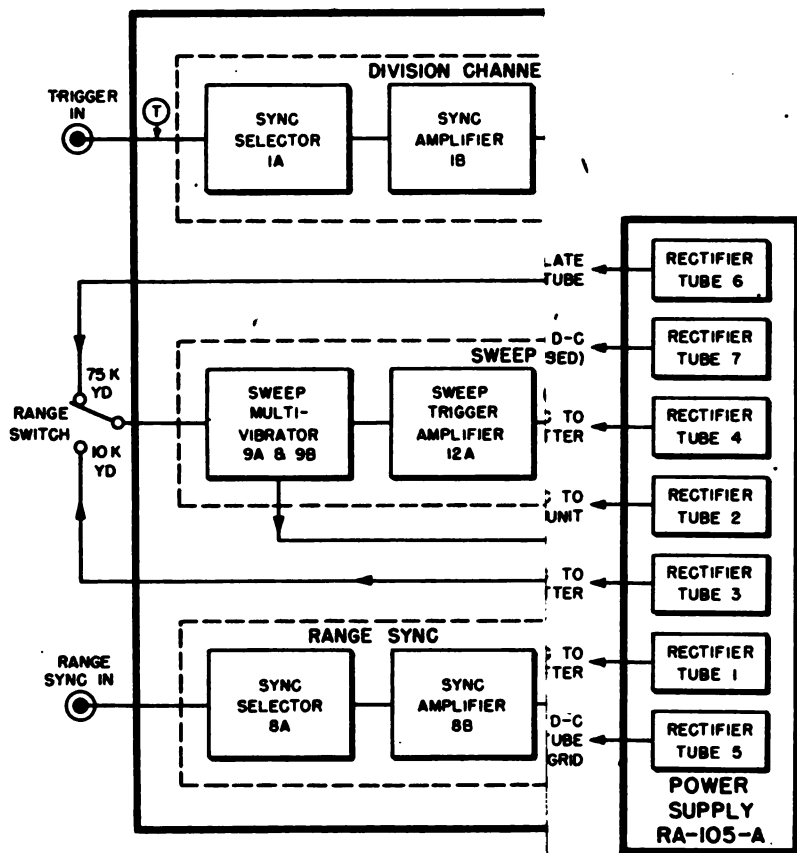 DIVISION CHANNE
TRIGGER
IN
T
SYNC
SELECTOR
1A
SYNC
AMPLIFIER
1B
LATE
TUBE
RECTIFIER
TUBE 6
D-C
SWEEP
SED)
RECTIFIER
TUBE 7
75 K
YD
RANGE
SWITCH
10 K
YD
SWEEP
MULTI-
VIBRATOR
9A & 9B
SWEEP
TRIGGER
AMPLIFIER
12A
TO
TTER
RECTIFIER
TUBE 4
TO
UNIT
RECTIFIER
TUBE 2
TO
TTER
RECTIFIER
TUBE 3
RANGE SYNC
RANGE
SYNC IN
SYNC
SELECTOR
8A
SYNC
AMPLIFIER
8B
TO
TTER
RECTIFIER
TUBE 1
D-C
TUBE
GRID
RECTIFIER
TUBE 5
POWER
SUPPLY
RA-105-A